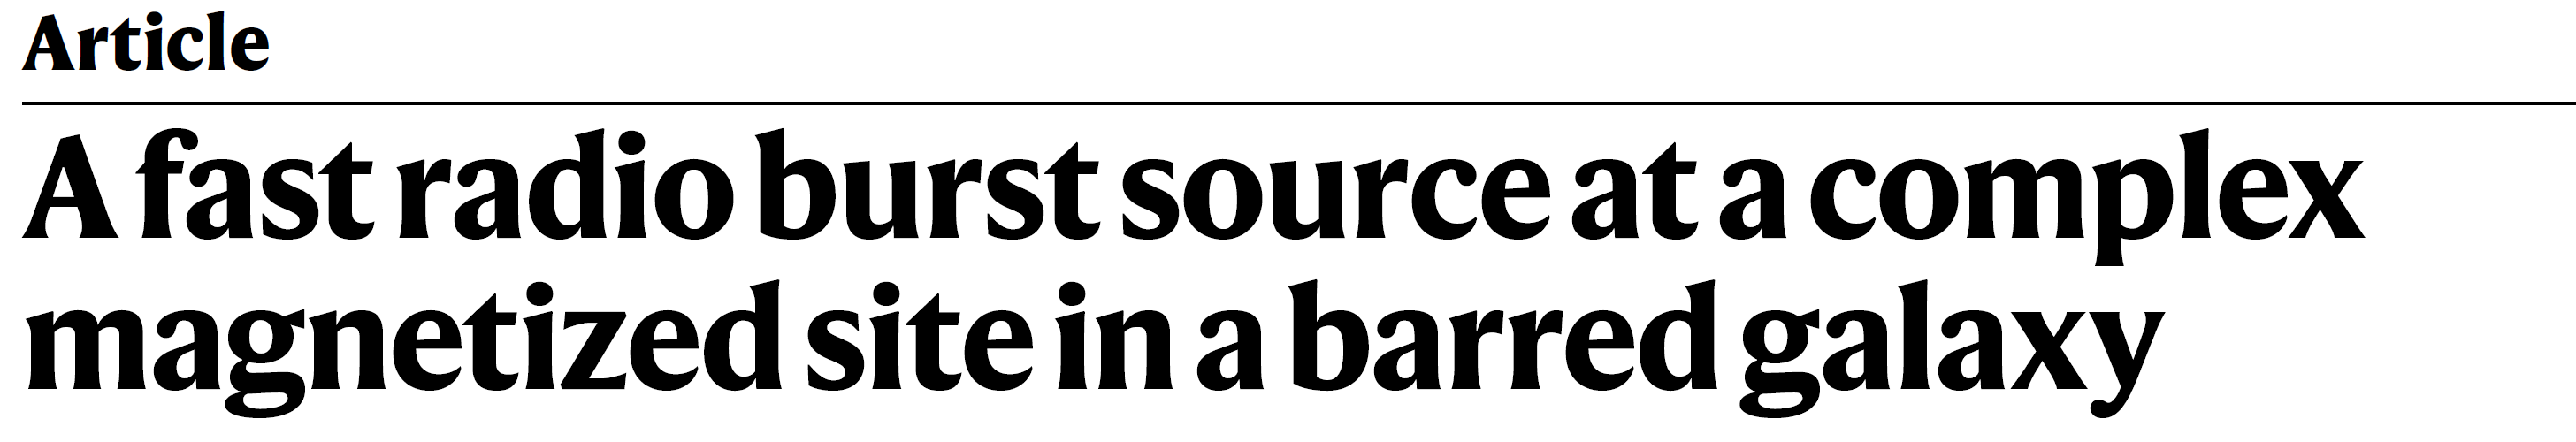 Article
A fast radio burst source at a complex
magnetized site in a barred galaxy